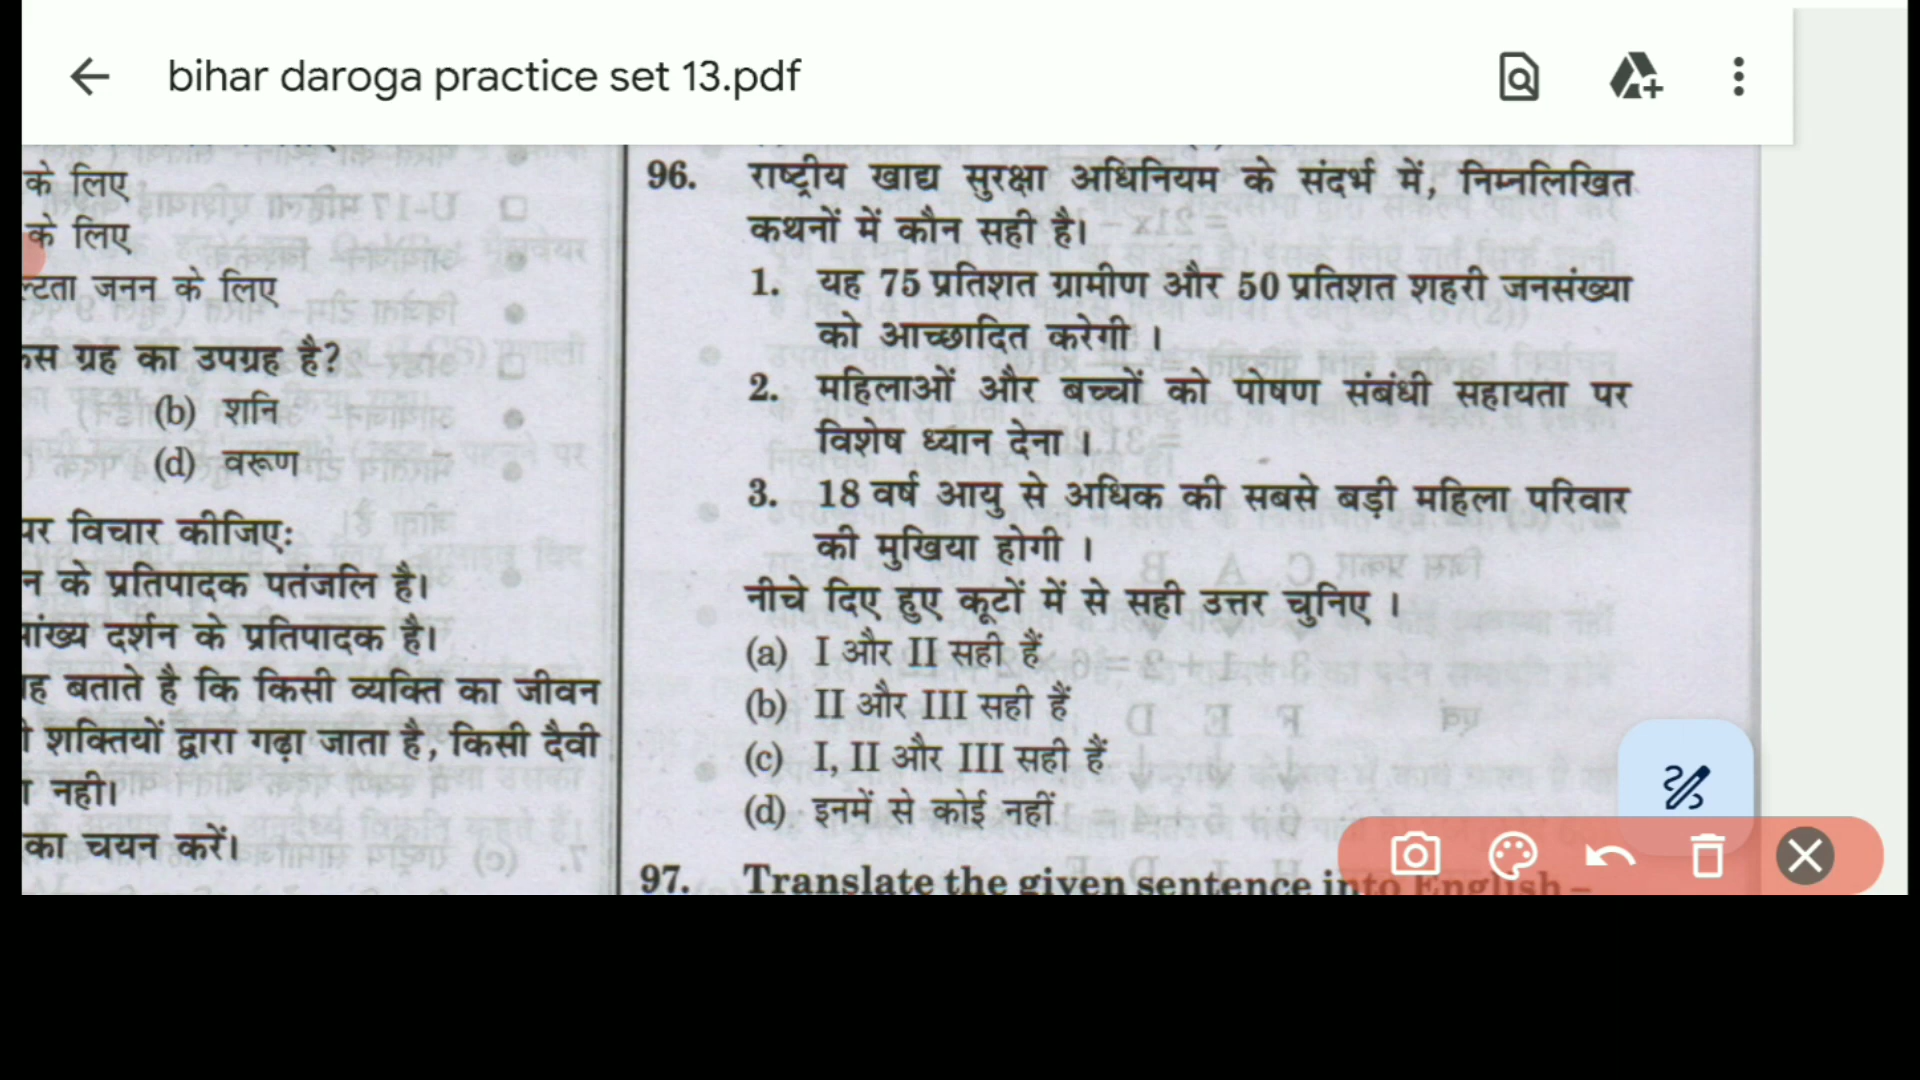 bihar daroga practice set 13.pdf
के लिए
के लिए
ल्टता जनन के लिए
स ग्रह का उपग्रह है?
(b) शनि
(d) वरूण
पर विचार कीजिए:
न के प्रतिपादक पतंजलि है।
सांख्य दर्शन के प्रतिपादक है।
ह बताते है कि किसी व्यक्ति का जीवन
शक्तियों द्वारा गढ़ा जाता है, किसी दैवी
नही।
का चयन करें।
96. राष्ट्रीय खाद्य सुरक्षा अधिनियम के संदर्भ में, निम्नलिखित
कथनों में कौन सही है।
1. यह 75 प्रतिशत ग्रामीण और 50 प्रतिशत शहरी जनसंख्या
को आच्छादित करेगी ।
2. महिलाओं और बच्चों को पोषण संबंधी सहायता पर
विशेष ध्यान देना ।
3. 18 वर्ष आयु से अधिक की सबसे बड़ी महिला परिवार
की मुखिया होगी ।
नीचे दिए हुए कूटों में से सही उत्तर चुनिए ।
(a) I और II सही हैं
(b) II और III सही हैं
(c) I, II और III सही हैं
(d) इनमें से कोई नहीं
97. Translate the given sentence into English –